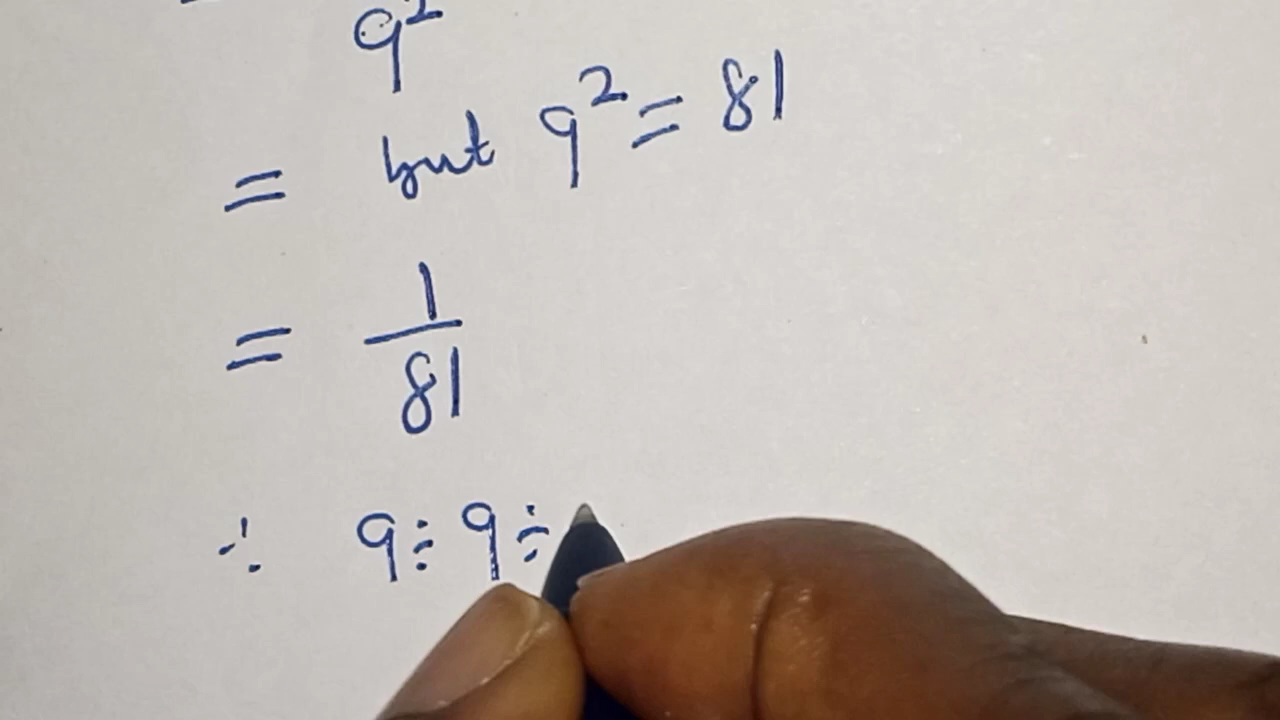 9²
= but 9² = 81
= 1/81
∴ 9÷9÷